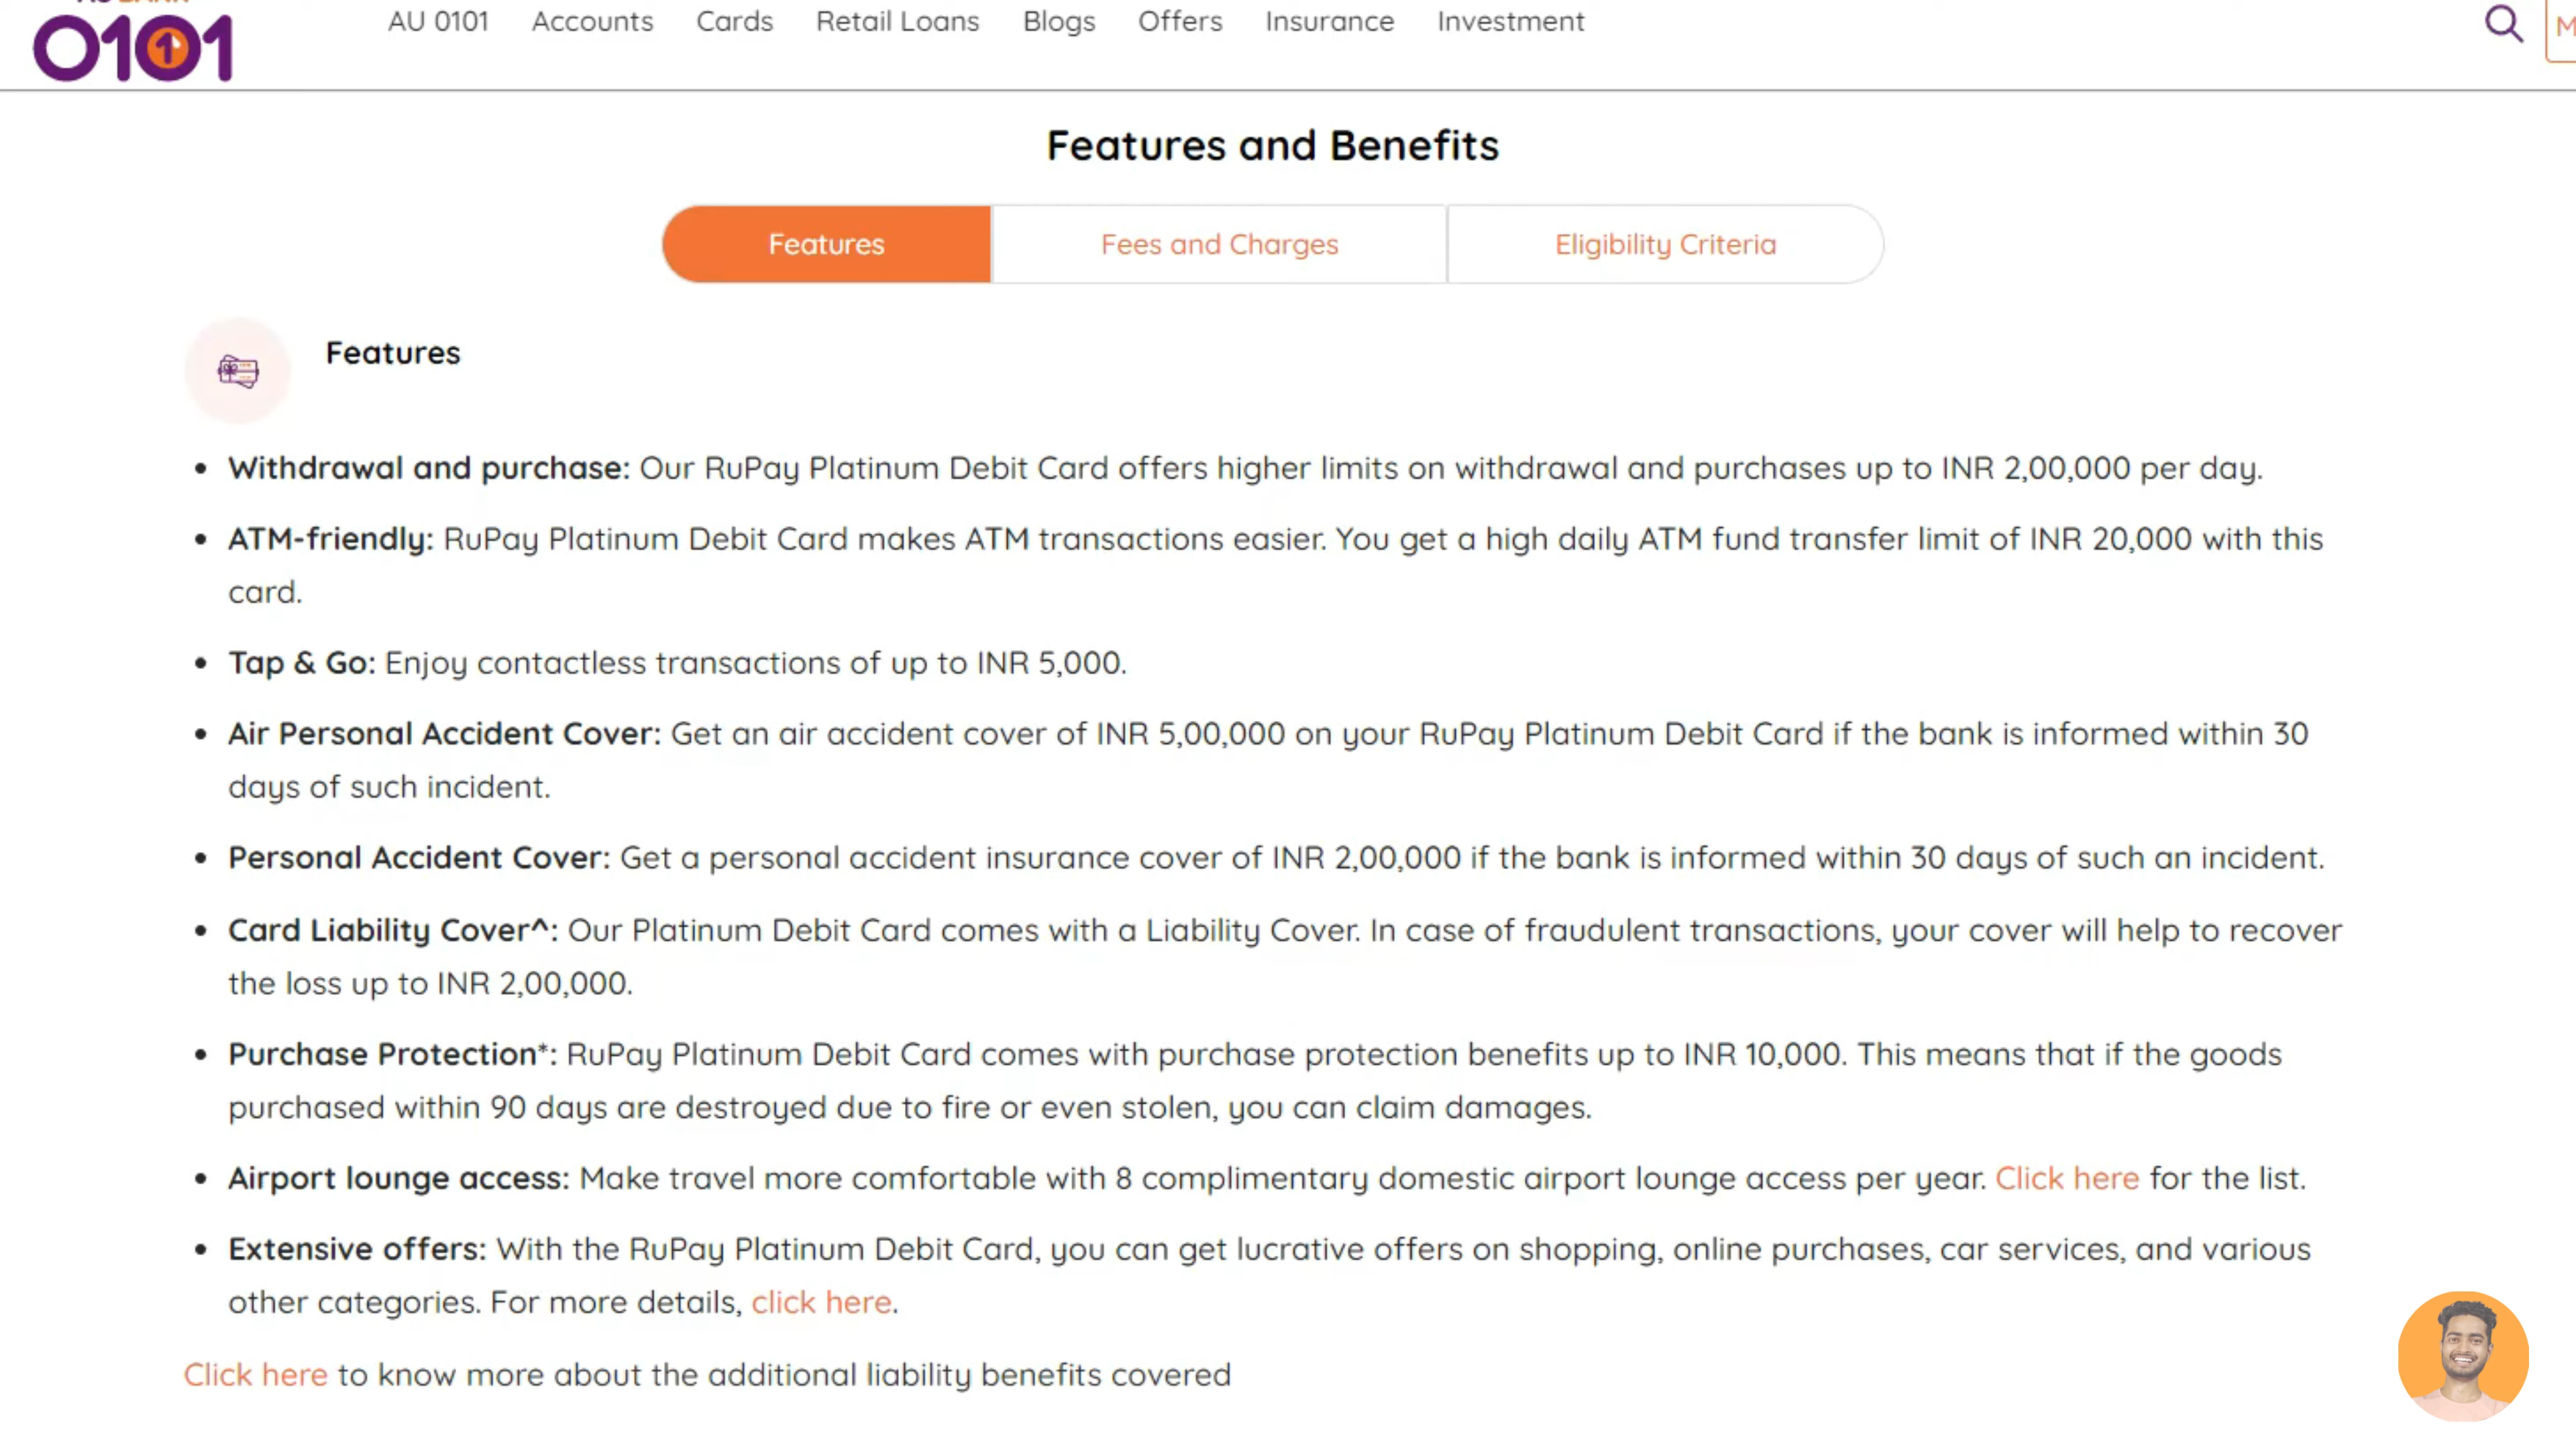 0101
AU 0101 Accounts Cards Retail Loans Blogs Offers Insurance Investment
Features and Benefits
Features Fees and Charges Eligibility Criteria
Features
• Withdrawal and purchase: Our RuPay Platinum Debit Card offers higher limits on withdrawal and purchases up to INR 2,00,000 per day.
• ATM-friendly: RuPay Platinum Debit Card makes ATM transactions easier. You get a high daily ATM fund transfer limit of INR 20,000 with this
card.
• Tap & Go: Enjoy contactless transactions of up to INR 5,000.
• Air Personal Accident Cover: Get an air accident cover of INR 5,00,000 on your RuPay Platinum Debit Card if the bank is informed within 30
days of such incident.
• Personal Accident Cover: Get a personal accident insurance cover of INR 2,00,000 if the bank is informed within 30 days of such an incident.
• Card Liability Cover^: Our Platinum Debit Card comes with a Liability Cover. In case of fraudulent transactions, your cover will help to recover
the loss up to INR 2,00,000.
• Purchase Protection*: RuPay Platinum Debit Card comes with purchase protection benefits up to INR 10,000. This means that if the goods
purchased within 90 days are destroyed due to fire or even stolen, you can claim damages.
• Airport lounge access: Make travel more comfortable with 8 complimentary domestic airport lounge access per year. Click here for the list.
• Extensive offers: With the RuPay Platinum Debit Card, you can get lucrative offers on shopping, online purchases, car services, and various
other categories. For more details, click here.
Click here to know more about the additional liability benefits covered